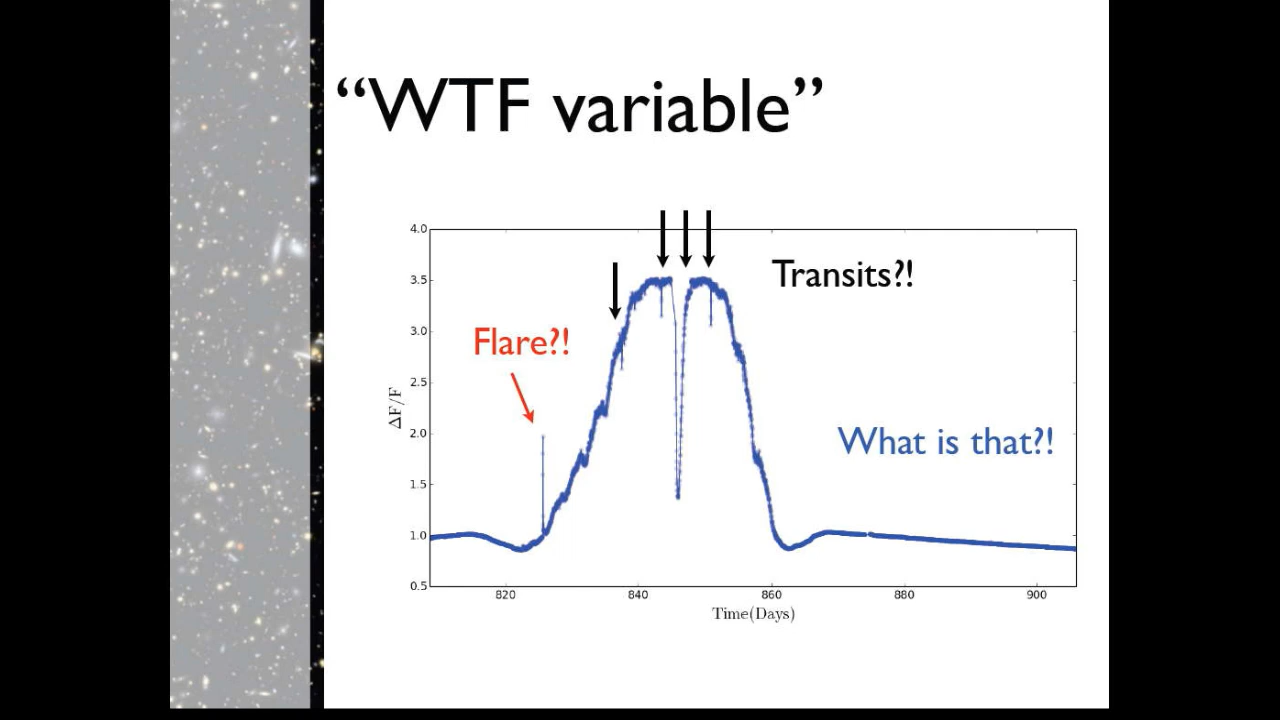 “WTF variable”
4.0
3.5
3.0
2.5
2.0
1.5
1.0
0.5
ΔF/F
Transits?!
Flare?!
What is that?!
820 840 860 880 900
Time(Days)